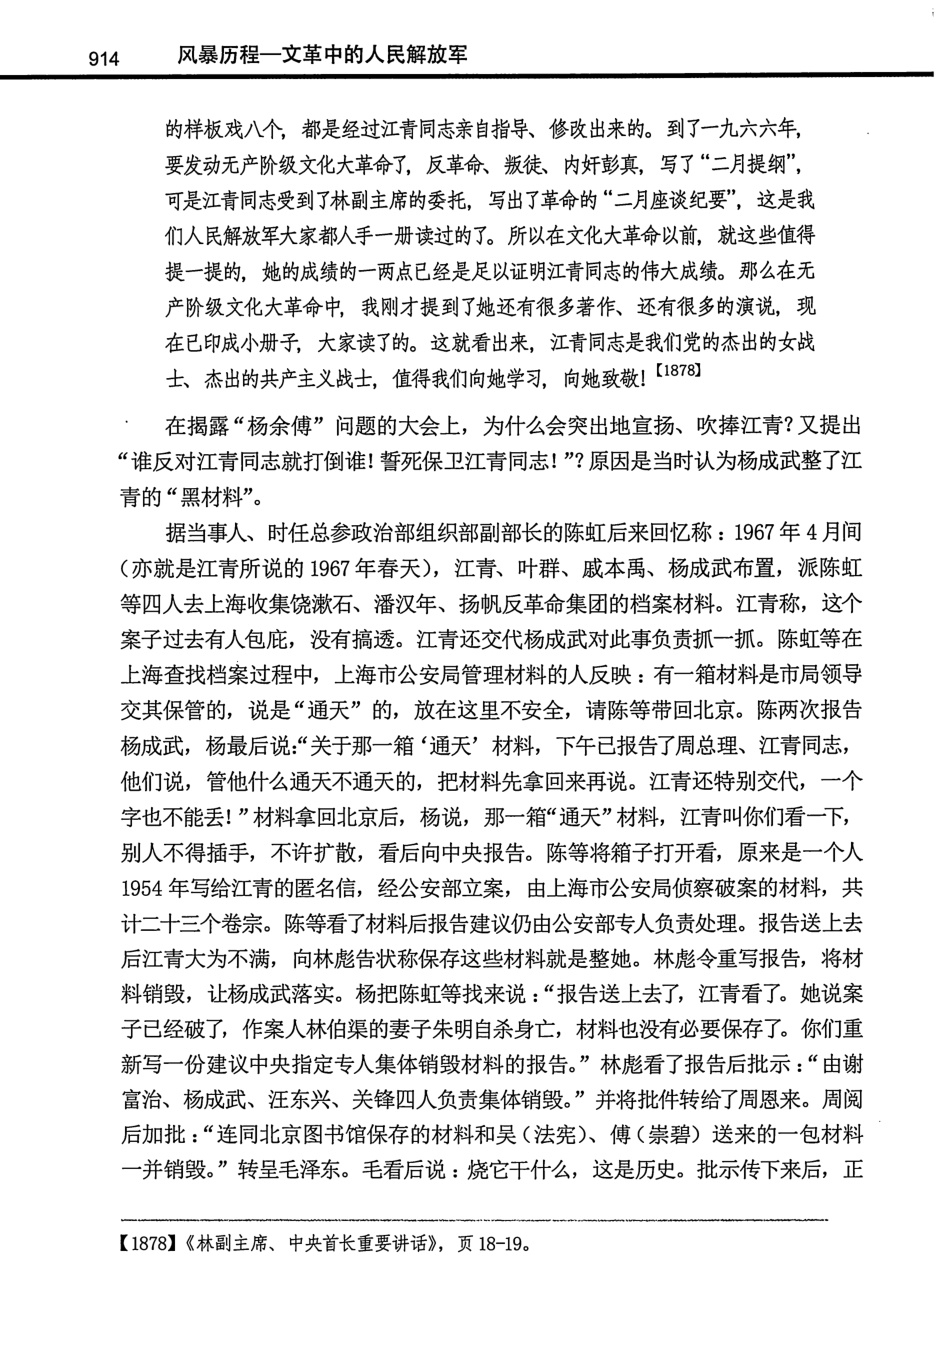 914 风暴历程—文革中的人民解放军
的样板戏八个，都是经过江青同志亲自指导、修改出来的。到了一九六六年，
要发动无产阶级文化大革命了，反革命、叛徒、内奸彭真，写了“二月提纲”，
可是江青同志受到了林副主席的委托，写出了革命的“二月座谈纪要”，这是我
们人民解放军大家都人手一册读过的了。所以在文化大革命以前，就这些值得
提一提的，她的成绩的一两点已经是足以证明江青同志的伟大成绩。那么在无
产阶级文化大革命中，我刚才提到了她还有很多著作、还有很多的演说，现
在已印成小册子，大家读了的。这就看出来，江青同志是我们党的杰出的女战
士、杰出的共产主义战士，值得我们向她学习，向她致敬！【1878】
在揭露“杨余傅”问题的大会上，为什么会突出地宣扬、吹捧江青？又提出
“谁反对江青同志就打倒谁！誓死保卫江青同志！”？原因是当时认为杨成武整了江
青的“黑材料”。
据当事人、时任总参政治部组织部副部长的陈虹后来回忆称：1967 年 4 月间
（亦就是江青所说的 1967 年春天），江青、叶群、戚本禹、杨成武布置，派陈虹
等四人去上海收集饶漱石、潘汉年、扬帆反革命集团的档案材料。江青称，这个
案子过去有人包庇，没有搞透。江青还交代杨成武对此事负责抓一抓。陈虹等在
上海查找档案过程中，上海市公安局管理材料的人反映：有一箱材料是市局领导
交其保管的，说是“通天”的，放在这里不安全，请陈等带回北京。陈两次报告
杨成武，杨最后说：“关于那一箱‘通天’材料，下午已报告了周总理、江青同志，
他们说，管他什么通天不通天的，把材料先拿回来再说。江青还特别交代，一个
字也不能丢！”材料拿回北京后，杨说，那一箱“通天”材料，江青叫你们看一下，
别人不得插手，不许扩散，看后向中央报告。陈等将箱子打开看，原来是一个人
1954 年写给江青的匿名信，经公安部立案，由上海市公安局侦察破案的材料，共
计二十三个卷宗。陈等看了材料后报告建议仍由公安部专人负责处理。报告送上去
后江青大为不满，向林彪告状称保存这些材料就是整她。林彪令重写报告，将材
料销毁，让杨成武落实。杨把陈虹等找来说：“报告送上去了，江青看了。她说案
子已经破了，作案人林伯渠的妻子朱明自杀身亡，材料也没有必要保存了。你们重
新写一份建议中央指定专人集体销毁材料的报告。”林彪看了报告后批示：“由谢
富治、杨成武、汪东兴、关锋四人负责集体销毁。”并将批件转给了周恩来。周阅
后加批：“连同北京图书馆保存的材料和吴（法宪）、傅（崇碧）送来的一包材料
一并销毁。”转呈毛泽东。毛看后说：烧它干什么，这是历史。批示传下来后，正
【1878】《林副主席、中央首长重要讲话》，页 18-19。